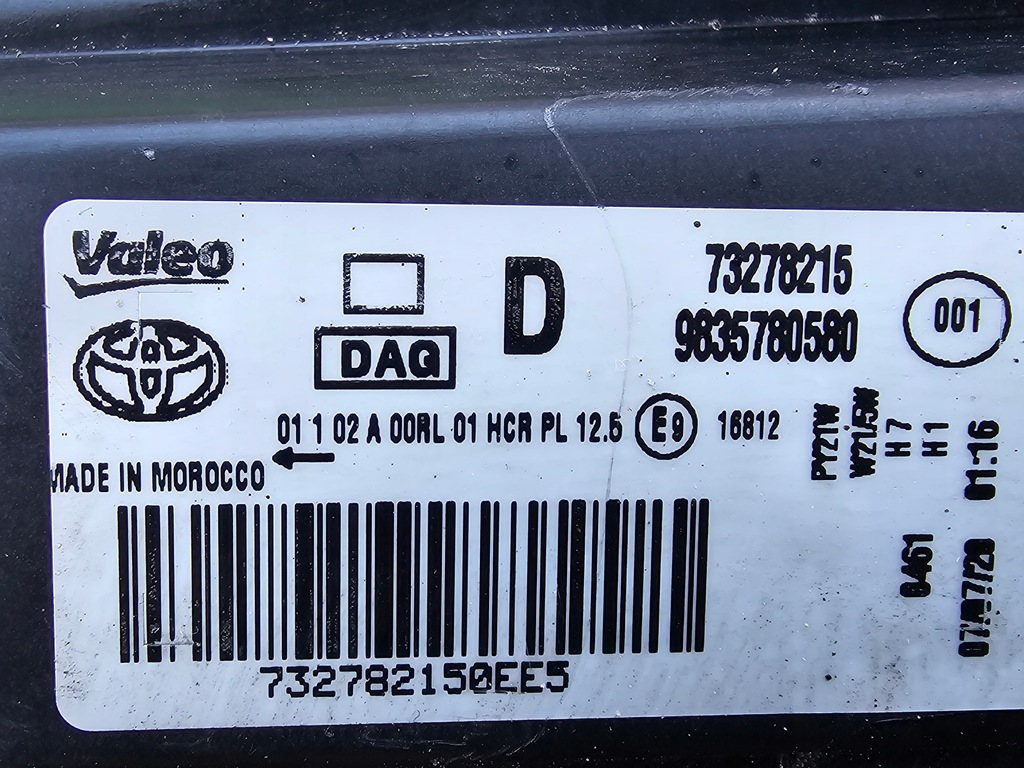 Valeo
DAQ
D
73278215
9835780580
001
01 1 02 A 00RL 01 HCR PL 12.5
E9
16812
MADE IN MOROCCO
PY21W
W21/5W
H7
H1
01:16
0461
732782150EE5